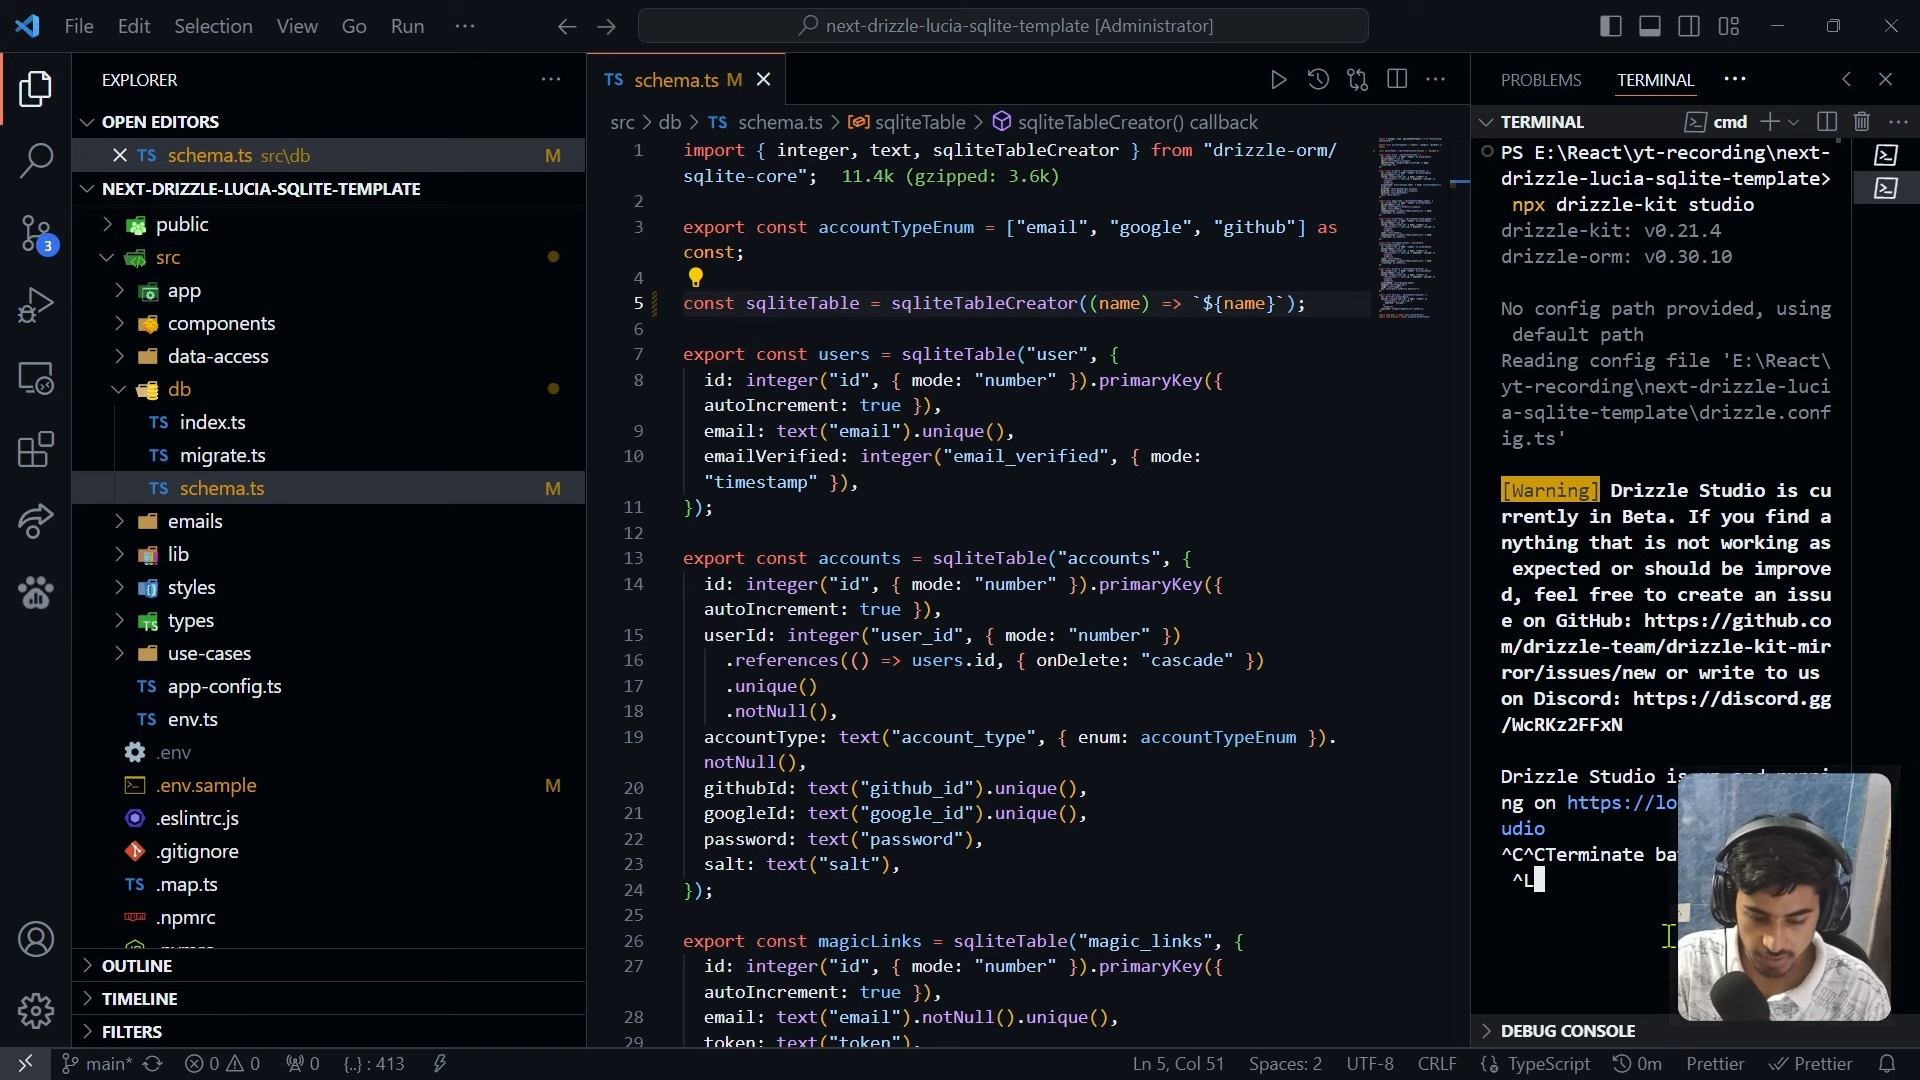 File Edit Selection View Go Run ···
next-drizzle-lucia-sqlite-template [Administrator]
EXPLORER
OPEN EDITORS
TS schema.ts src\db M
NEXT-DRIZZLE-LUCIA-SQLITE-TEMPLATE
public
src
app
components
data-access
db
TS index.ts
TS migrate.ts
TS schema.ts M
emails
lib
styles
types
use-cases
TS app-config.ts
TS env.ts
.env
.env.sample M
.eslintrc.js
.gitignore
TS .map.ts
.npmrc
OUTLINE
TIMELINE
FILTERS
3
TS schema.ts M
src > db > TS schema.ts > sqliteTable > sqliteTableCreator() callback
1 import { integer, text, sqliteTableCreator } from "drizzle-orm/
sqlite-core"; 11.4k (gzipped: 3.6k)
2
3 export const accountTypeEnum = ["email", "google", "github"] as
const;
4
5 const sqliteTable = sqliteTableCreator((name) => `${name}`);
6
7 export const users = sqliteTable("user", {
8 id: integer("id", { mode: "number" }).primaryKey({
autoIncrement: true }),
9 email: text("email").unique(),
10 emailVerified: integer("email_verified", { mode:
"timestamp" }),
11 });
12
13 export const accounts = sqliteTable("accounts", {
14 id: integer("id", { mode: "number" }).primaryKey({
autoIncrement: true }),
15 userId: integer("user_id", { mode: "number" })
16 .references(() => users.id, { onDelete: "cascade" })
17 .unique()
18 .notNull(),
19 accountType: text("account_type", { enum: accountTypeEnum }).
notNull(),
20 githubId: text("github_id").unique(),
21 googleId: text("google_id").unique(),
22 password: text("password"),
23 salt: text("salt"),
24 });
25
26 export const magicLinks = sqliteTable("magic_links", {
27 id: integer("id", { mode: "number" }).primaryKey({
autoIncrement: true }),
28 email: text("email").notNull().unique(),
29 token: text("token").
PROBLEMS TERMINAL ···
TERMINAL cmd
PS E:\React\yt-recording\next-
drizzle-lucia-sqlite-template>
npx drizzle-kit studio
drizzle-kit: v0.21.4
drizzle-orm: v0.30.10
No config path provided, using
default path
Reading config file 'E:\React\
yt-recording\next-drizzle-luci
a-sqlite-template\drizzle.conf
ig.ts'
[Warning] Drizzle Studio is cu
rrently in Beta. If you find a
nything that is not working as
expected or should be improve
d, feel free to create an issu
e on GitHub: https://github.co
m/drizzle-team/drizzle-kit-mir
ror/issues/new or write to us
on Discord: https://discord.gg
/WcRKz2FFxN
Drizzle Studio is
ng on https://lo
udio
^C^CTerminate ba
^L
DEBUG CONSOLE
main* 0 0 0 {..} : 413
Ln 5, Col 51 Spaces: 2 UTF-8 CRLF {} TypeScript 0m Prettier Prettier